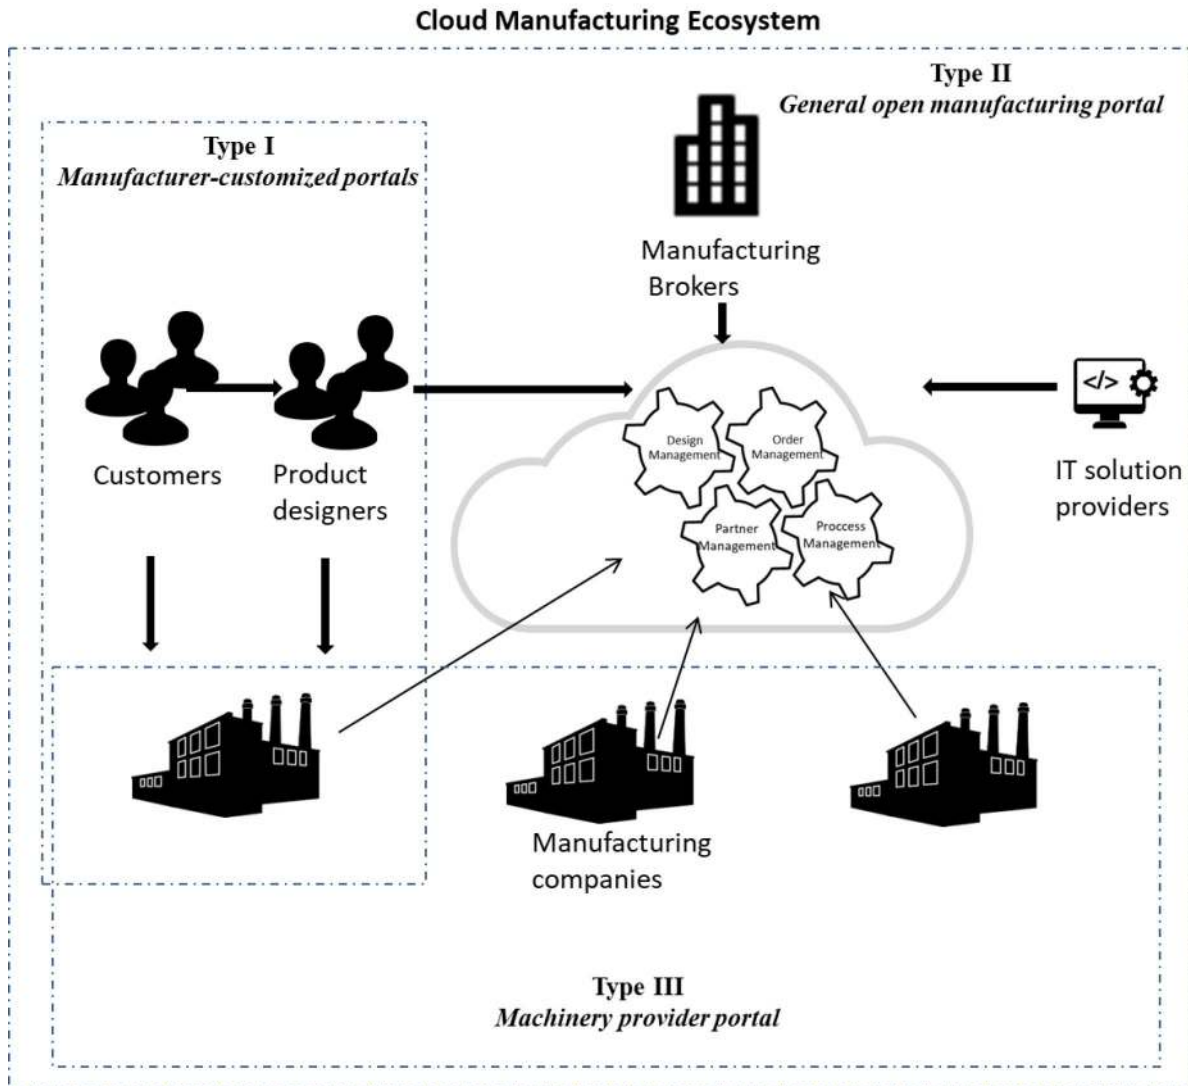 Cloud Manufacturing Ecosystem
Type II
General open manufacturing portal
Type I
Manufacturer-customized portals
Manufacturing
Brokers
</>
Design
Management
Order
Management
Customers
Product
designers
IT solution
providers
Partner
Management
Proccess
Management
Manufacturing
companies
Type III
Machinery provider portal